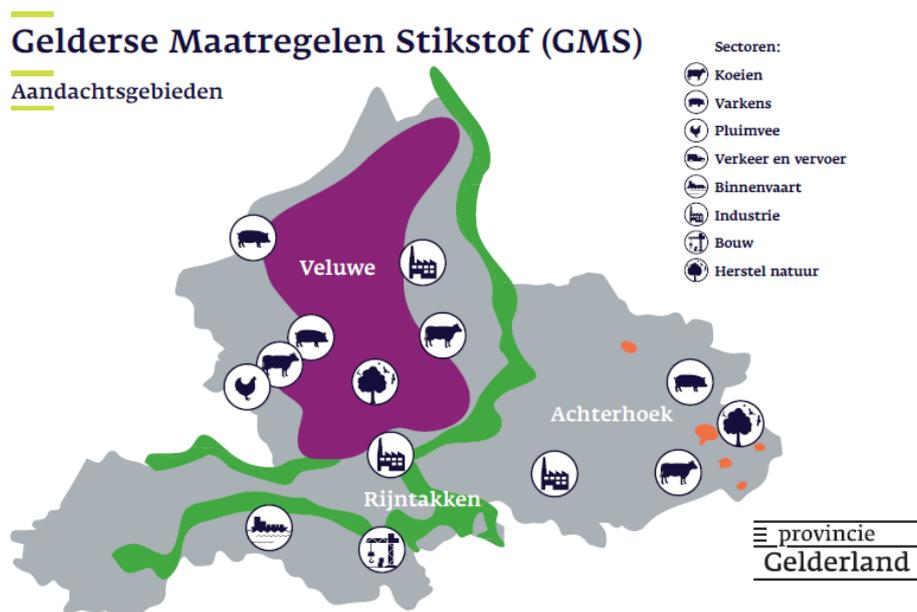 Gelderse Maatregelen Stikstof (GMS)
Aandachtsgebieden
Sectoren:
Koeien
Varkens
Pluimvee
Verkeer en vervoer
Binnenvaart
Industrie
Bouw
Herstel natuur
Veluwe
Achterhoek
Rijntakken
provincie
Gelderland